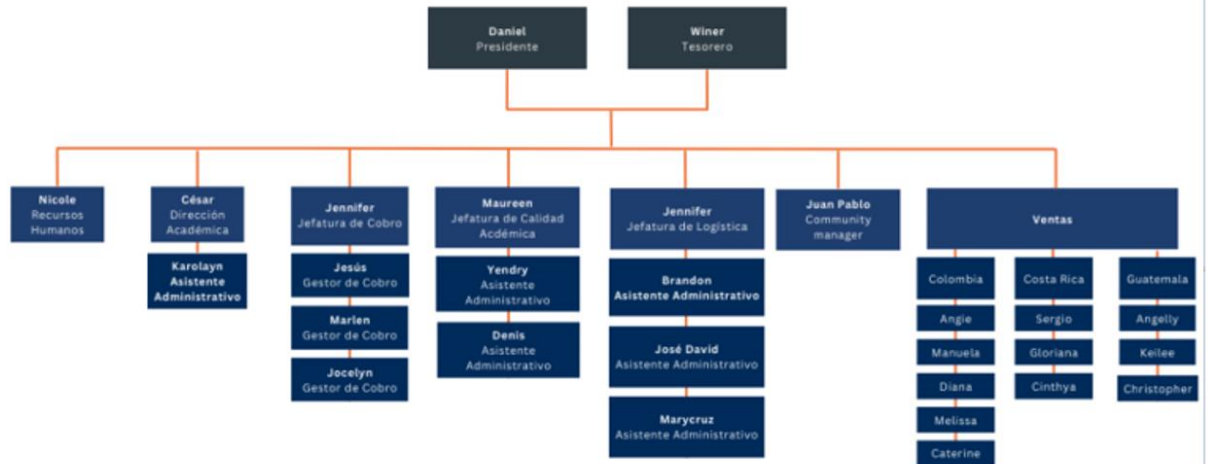 Daniel
Presidente
Winer
Tesorero
Nicole
Recursos
Humanos
César
Dirección
Académica
Karolayn
Asistente
Administrativo
Jennifer
Jefatura de Cobro
Jesús
Gestor de Cobro
Marlen
Gestor de Cobro
Jocelyn
Gestor de Cobro
Maureen
Jefatura de Calidad
Acdémica
Yendry
Asistente
Administrativo
Denis
Asistente
Administrativo
Jennifer
Jefatura de Logística
Brandon
Asistente Administrativo
José David
Asistente Administrativo
Marycruz
Asistente Administrativo
Juan Pablo
Community
manager
Ventas
Colombia
Angie
Manuela
Diana
Melissa
Caterine
Costa Rica
Sergio
Gloriana
Cinthya
Guatemala
Angelly
Keilee
Christopher